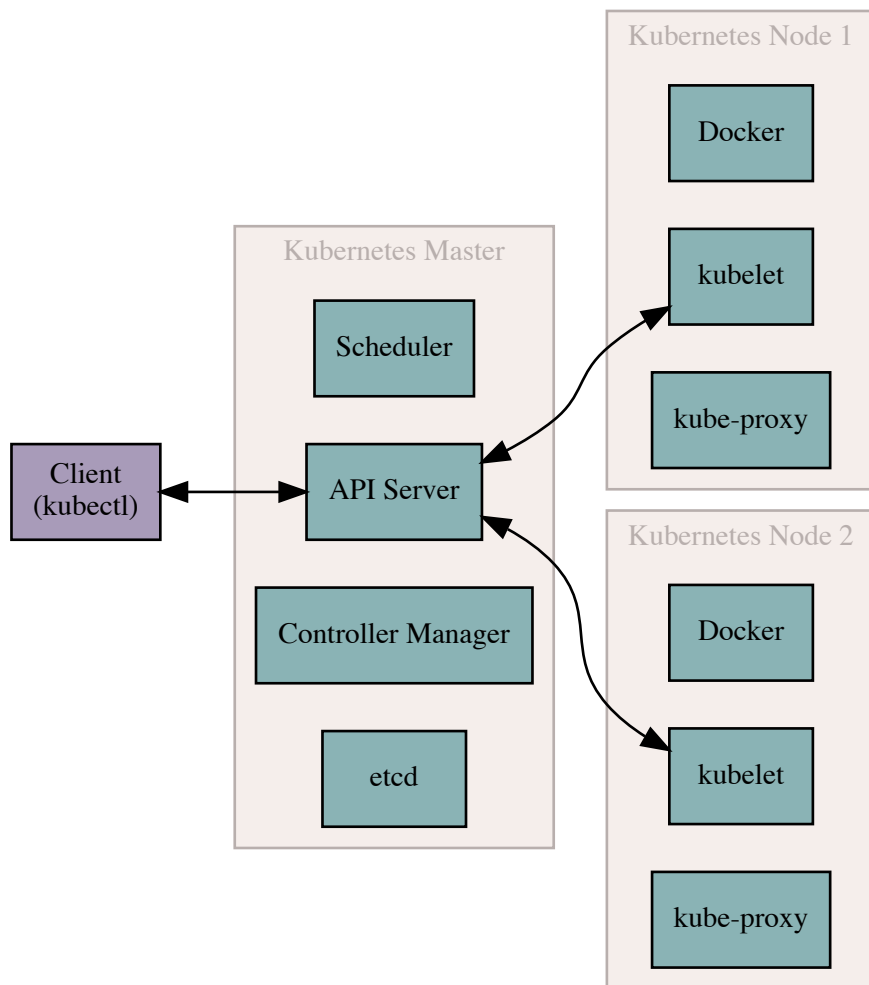 Kubernetes Node 1
Docker
kubelet
kube-proxy
Kubernetes Master
Scheduler
API Server
Controller Manager
etcd
Client
(kubectl)
Kubernetes Node 2
Docker
kubelet
kube-proxy